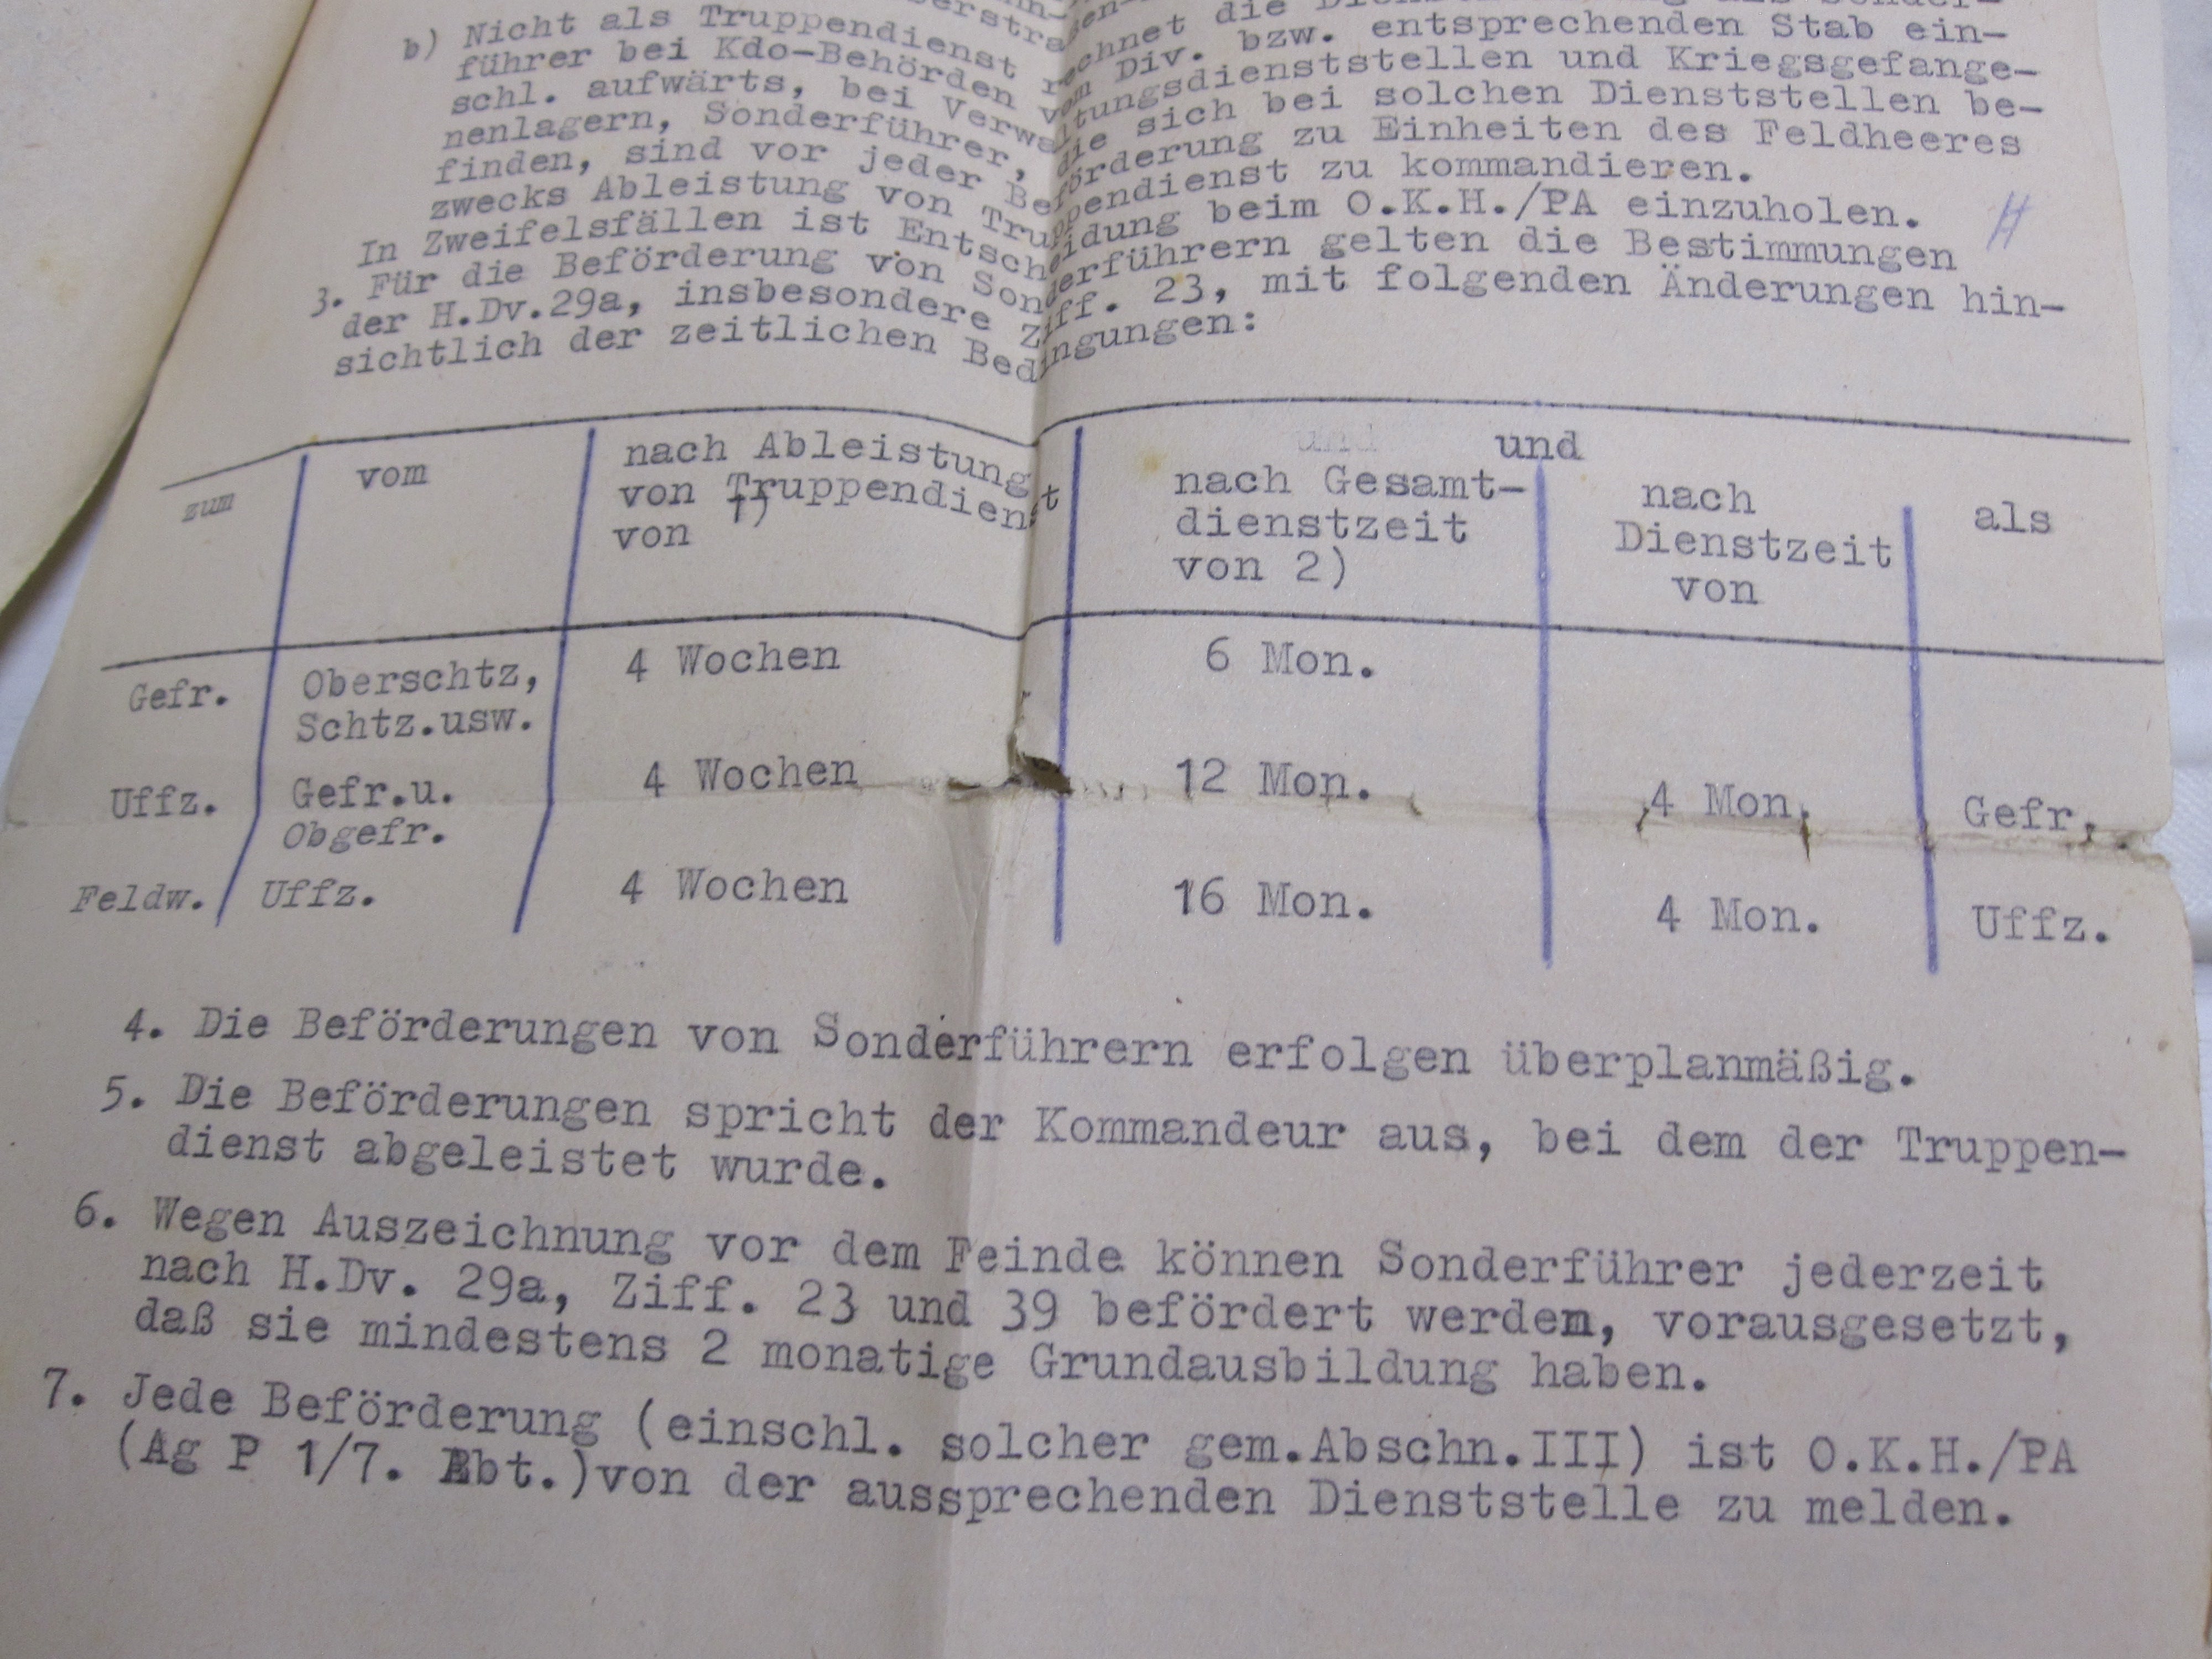 b) Nicht als Truppendienst rechnet die
führer bei Kdo-Behörden vom Div. bzw. entsprechenden Stab ein-
schl. aufwärts, bei Verwaltungsdienststellen und Kriegsgefange-
nenlagern, Sonderführer, die sich bei solchen Dienststellen be-
finden, sind vor jeder Beförderung zu Einheiten des Feldheeres
zwecks Ableistung von Truppendienst zu kommandieren.
In Zweifelsfällen ist Entscheidung beim O.K.H./PA einzuholen.
3. Für die Beförderung von Sonderführern gelten die Bestimmungen
der H.Dv.29a, insbesondere Ziff. 23, mit folgenden Änderungen hin-
sichtlich der zeitlichen Bedingungen:
und und
zum vom nach Ableistung nach Gesamt- nach als
von Truppendienst dienstzeit Dienstzeit
von 1) von 2) von
Gefr. Oberschtz, 4 Wochen 6 Mon.
Schtz.usw.
Uffz. Gefr.u. 4 Wochen 12 Mon. 4 Mon. Gefr.
Obgefr.
Feldw. Uffz. 4 Wochen 16 Mon. 4 Mon. Uffz.
4. Die Beförderungen von Sonderführern erfolgen überplanmäßig.
5. Die Beförderungen spricht der Kommandeur aus, bei dem der Truppen-
dienst abgeleistet wurde.
6. Wegen Auszeichnung vor dem Feinde können Sonderführer jederzeit
nach H.Dv. 29a, Ziff. 23 und 39 befördert werden, vorausgesetzt,
daß sie mindestens 2 monatige Grundausbildung haben.
7. Jede Beförderung (einschl. solcher gem.Abschn.III) ist O.K.H./PA
(Ag P 1/7. Abt.)von der aussprechenden Dienststelle zu melden.